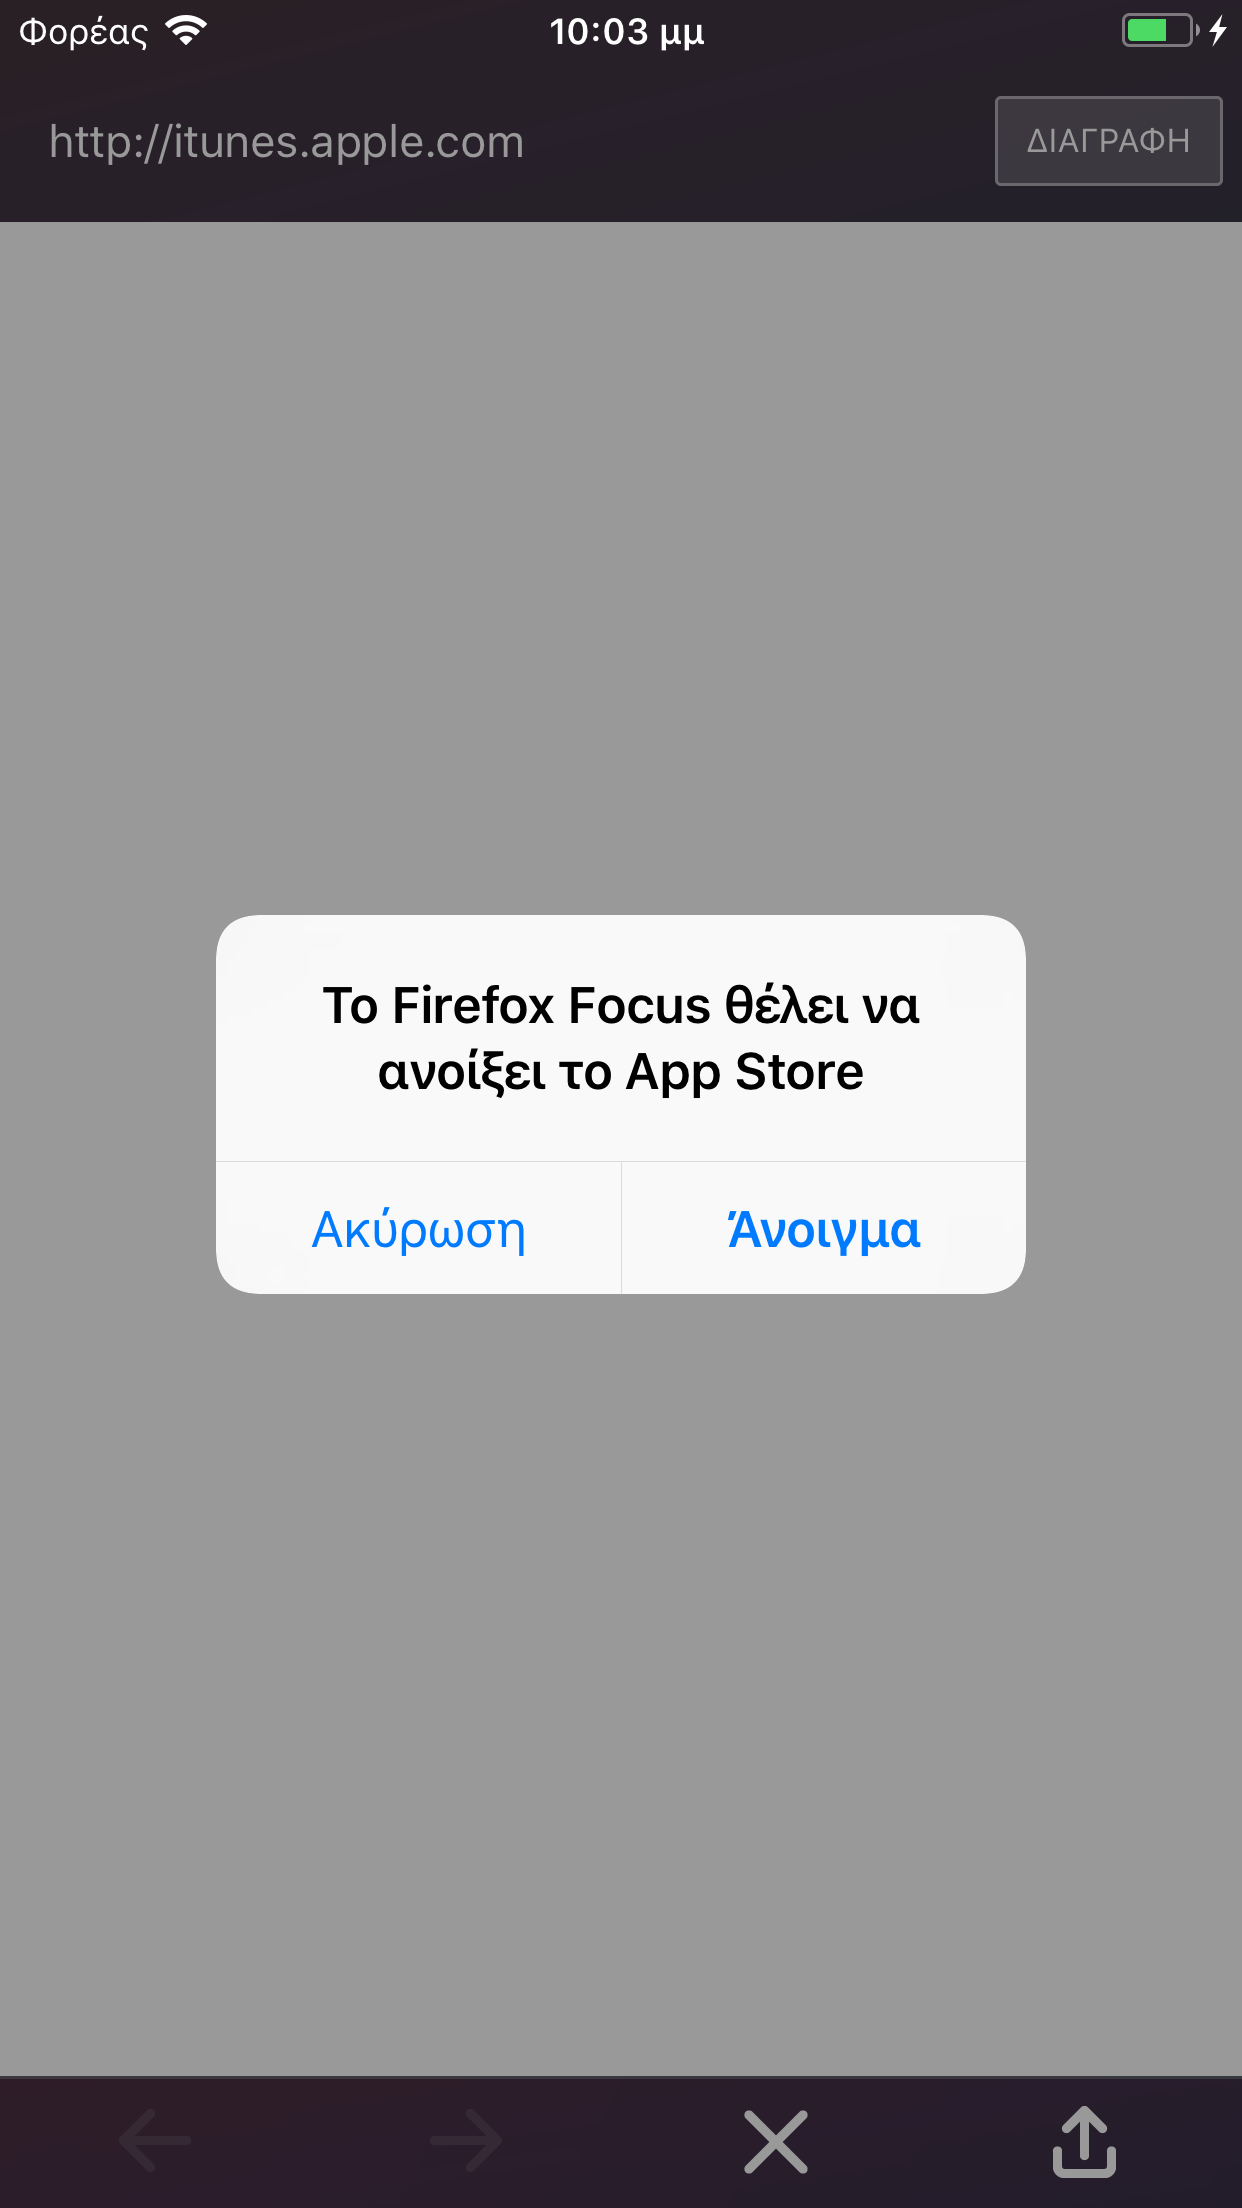 Φορέας
10:03 μμ
http://itunes.apple.com
ΔΙΑΓΡΑΦΗ
Το Firefox Focus θέλει να
ανοίξει το App Store
Ακύρωση
Άνοιγμα